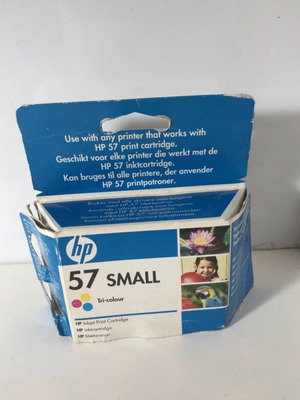 Use with any printer that works with
HP 57 print cartridge.
Geschikt voor elke printer die werkt met de
HP 57 inktcartridge.
Kan bruges til alle printere, der anvender
HP 57 printpatroner.
hp
57 SMALL
Tri-colour
HP Inkjet Print Cartridge
HP inktcartridge
HP blækpatron